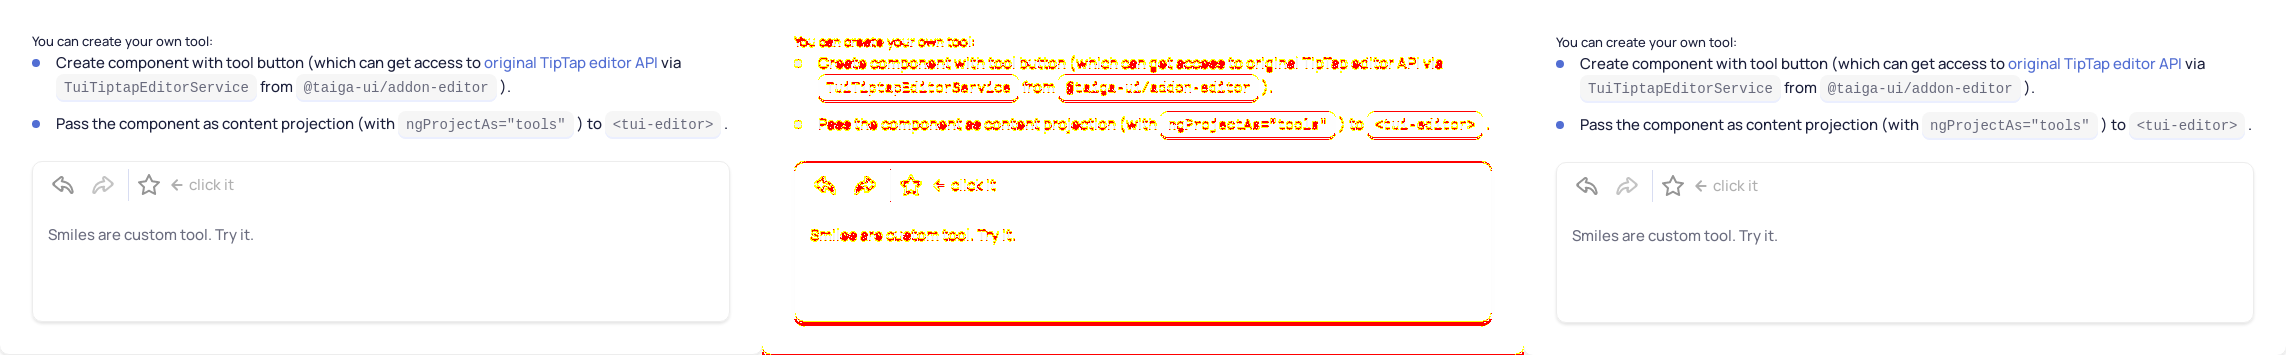 You can create your own tool:
Create component with tool button (which can get access to original TipTap editor API via
TuiTiptapEditorService from @taiga-ui/addon-editor ).
Pass the component as content projection (with ngProjectAs="tools" ) to <tui-editor> .
click it
Smiles are custom tool. Try it.
You can create your own tool:
Create component with tool button (which can get access to original TipTap editor API via
TuiTiptapEditorService from @taiga-ui/addon-editor ).
Pass the component as content projection (with ngProjectAs="tools" ) to <tui-editor> .
click it
Smiles are custom tool. Try it.
You can create your own tool:
Create component with tool button (which can get access to original TipTap editor API via
TuiTiptapEditorService from @taiga-ui/addon-editor ).
Pass the component as content projection (with ngProjectAs="tools" ) to <tui-editor> .
click it
Smiles are custom tool. Try it.